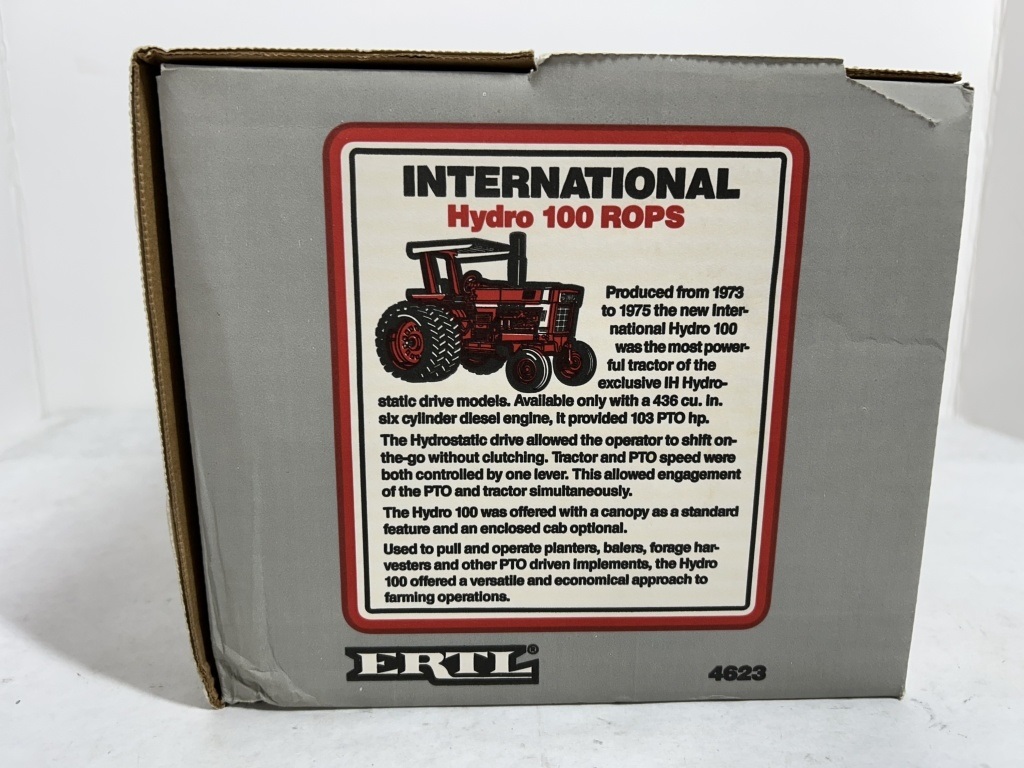 INTERNATIONAL
Hydro 100 ROPS
Produced from 1973
to 1975 the new Inter-
national Hydro 100
was the most power-
ful tractor of the
exclusive IH Hydro-
static drive models. Available only with a 436 cu. in.
six cylinder diesel engine, it provided 103 PTO hp.
The Hydrostatic drive allowed the operator to shift on-
the-go without clutching. Tractor and PTO speed were
both controlled by one lever. This allowed engagement
of the PTO and tractor simultaneously.
The Hydro 100 was offered with a canopy as a standard
feature and an enclosed cab optional.
Used to pull and operate planters, balers, forage har-
vesters and other PTO driven implements, the Hydro
100 offered a versatile and economical approach to
farming operations.
ERTL®
4623